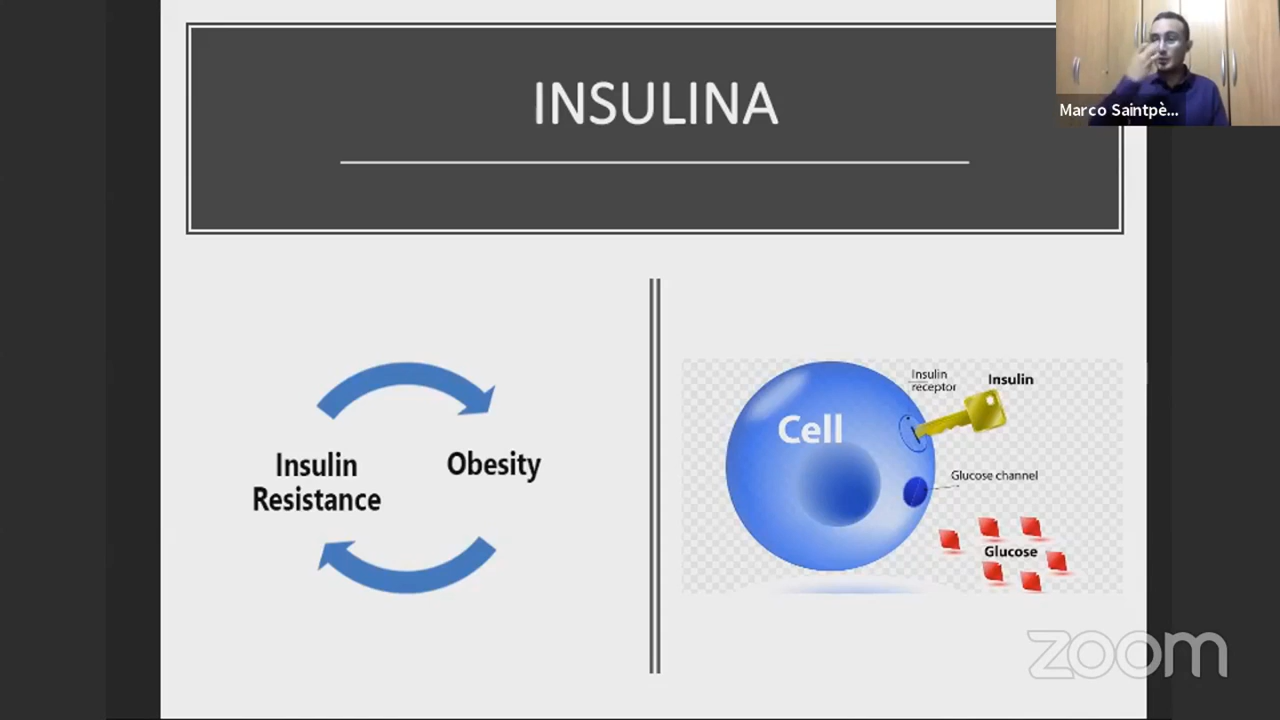 INSULINA
Marco Saintpè...
Insulin
Resistance
Obesity
Cell
Insulin
receptor
Insulin
Glucose channel
Glucose
zoom